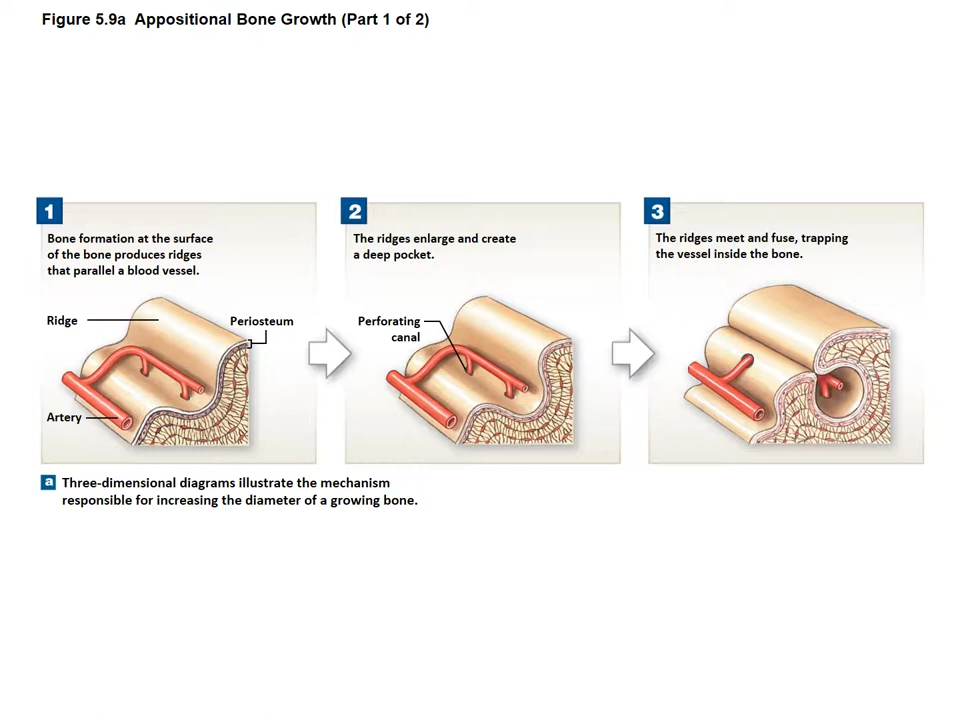 Figure 5.9a  Appositional Bone Growth (Part 1 of 2)
1
Bone formation at the surface
of the bone produces ridges
that parallel a blood vessel.
Ridge
Periosteum
Artery
2
The ridges enlarge and create
a deep pocket.
Perforating
canal
3
The ridges meet and fuse, trapping
the vessel inside the bone.
a Three-dimensional diagrams illustrate the mechanism
responsible for increasing the diameter of a growing bone.